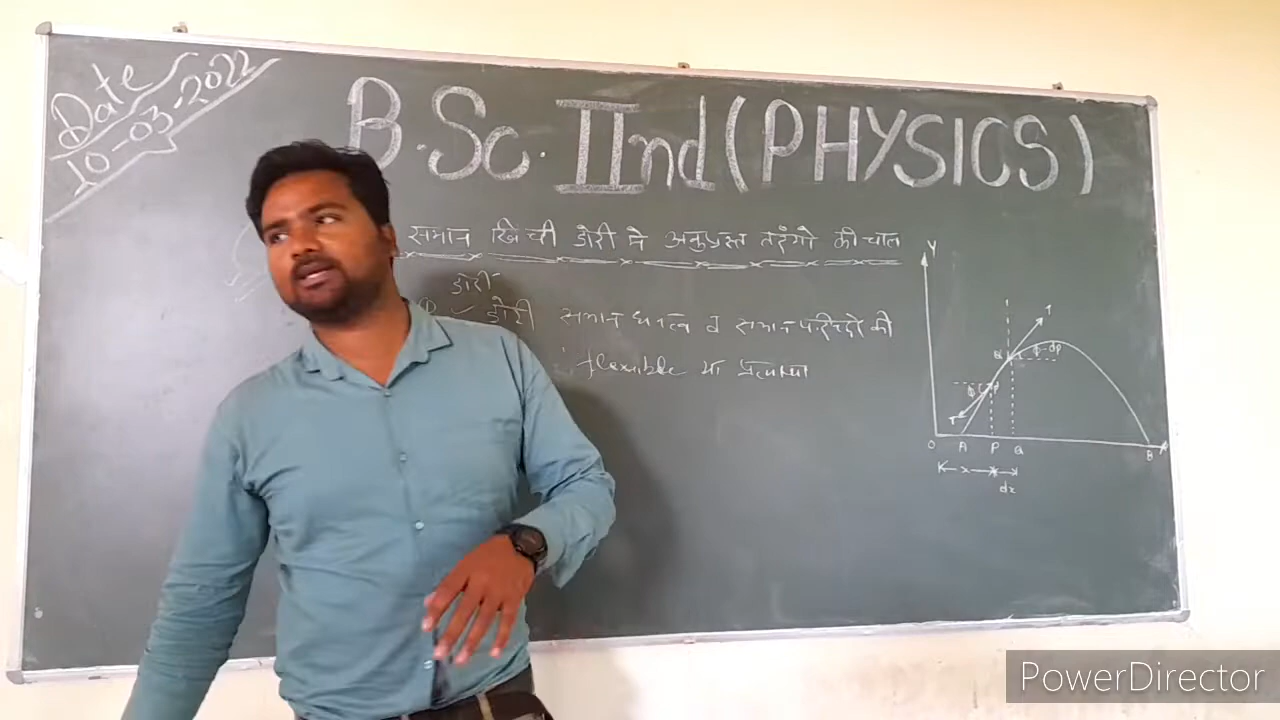 Date
10-03-2022
B.Sc. IInd (PHYSICS)
समान खिची डोरी मे अनुप्रस्त तरंगो की चाल
डोरी
डोरी समान घनत्व व समान परिच्छेद की
flexible या प्रत्यास्थ
Y
T
Q
ϕ-dϕ
ϕ
P
T
O A P Q B X
x
dx
PowerDirector